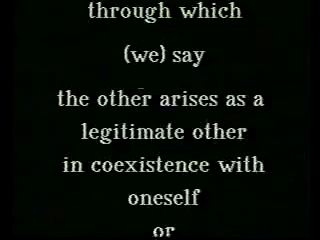 through which
(we) say
the other arises as a
legitimate other
in coexistence with
oneself
or